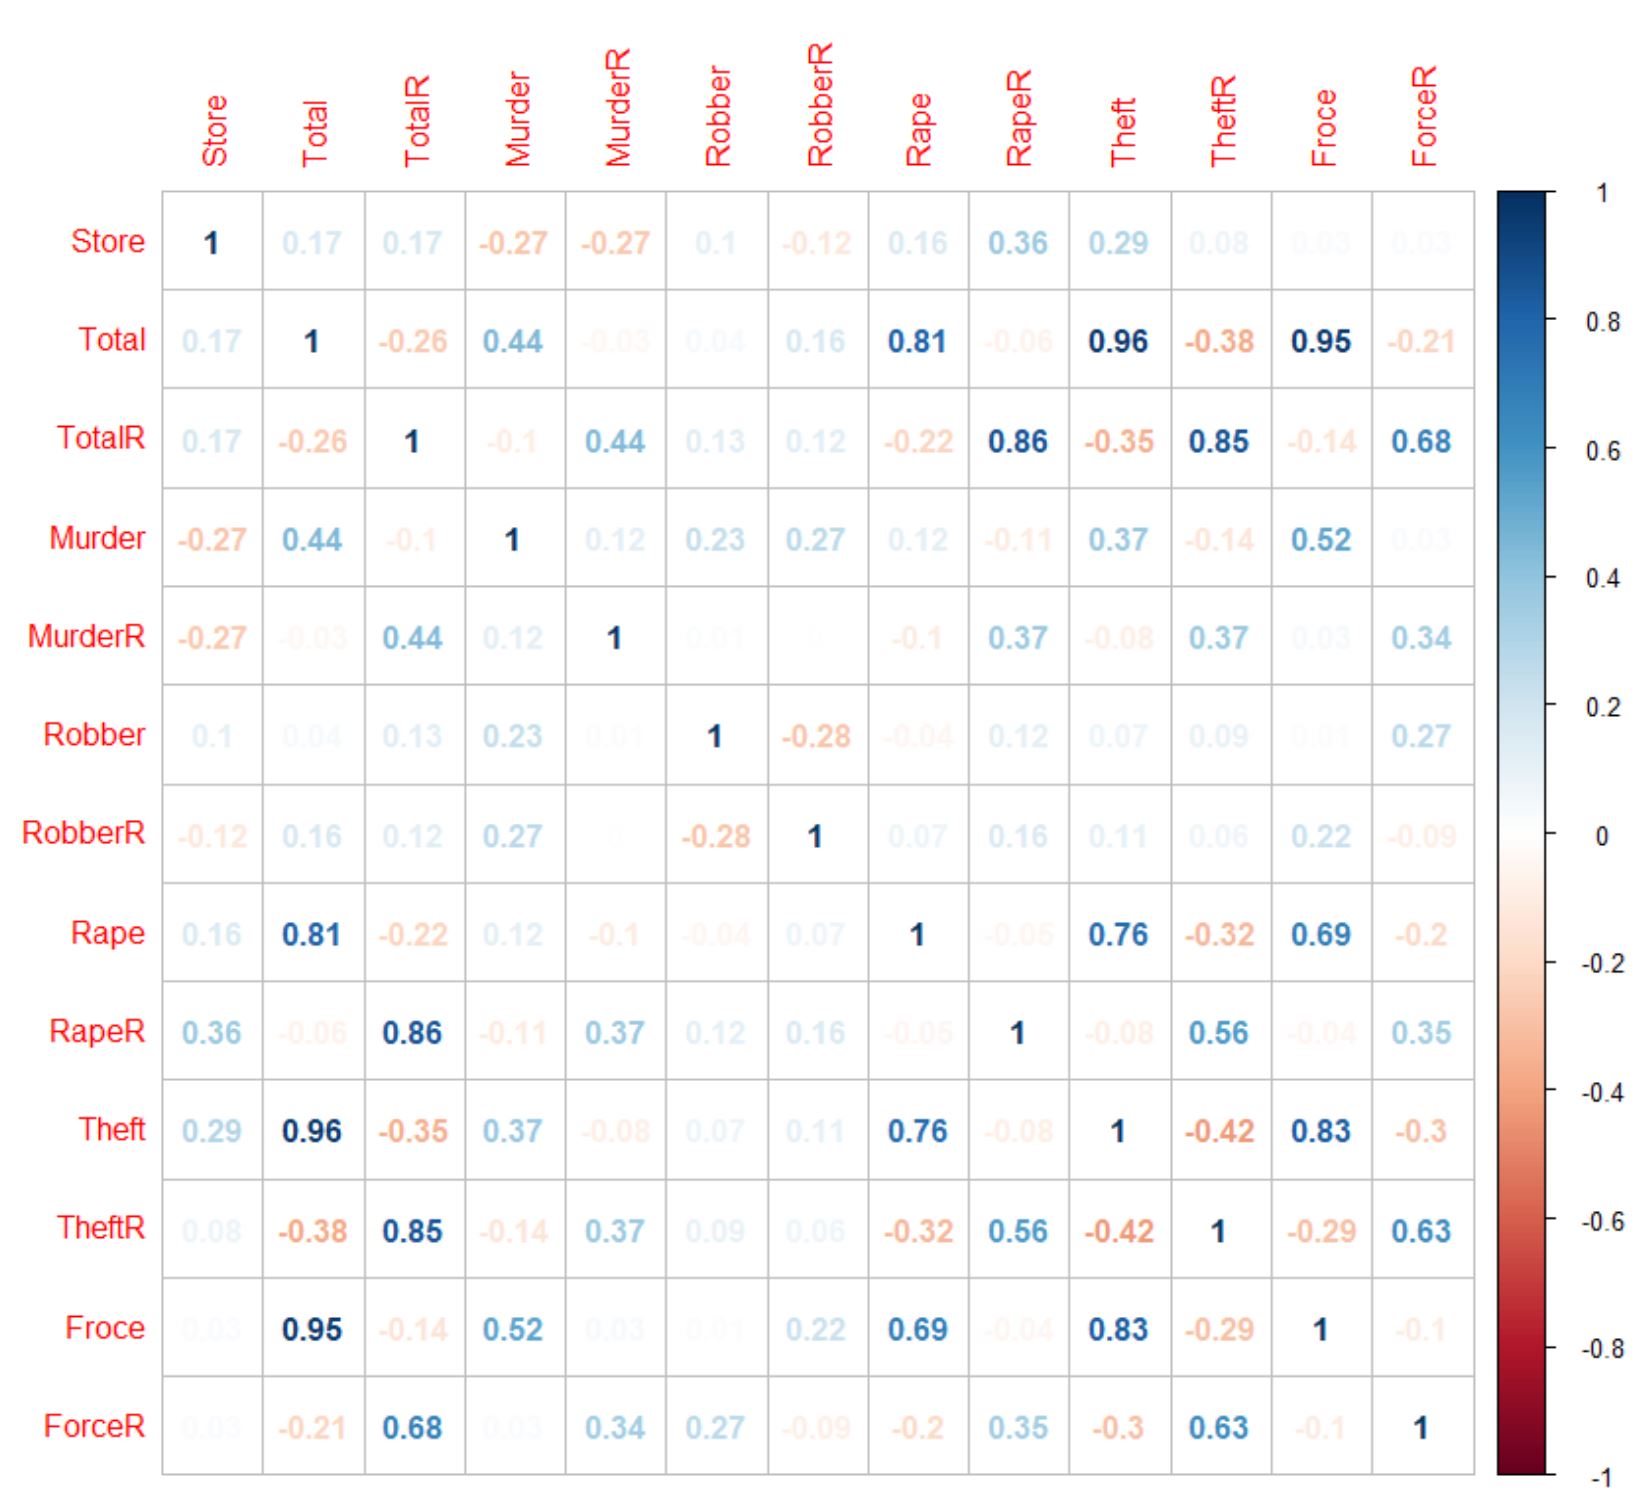 Store Total TotalR Murder MurderR Robber RobberR Rape RapeR Theft TheftR Froce ForceR
Store 1 0.17 0.17 -0.27 -0.27 0.1 -0.12 0.16 0.36 0.29 0.08 0.03 0.03
Total 0.17 1 -0.26 0.44 -0.03 0.04 0.16 0.81 -0.06 0.96 -0.38 0.95 -0.21
TotalR 0.17 -0.26 1 -0.1 0.44 0.13 0.12 -0.22 0.86 -0.35 0.85 -0.14 0.68
Murder -0.27 0.44 -0.1 1 0.12 0.23 0.27 0.12 -0.11 0.37 -0.14 0.52 0.03
MurderR -0.27 -0.03 0.44 0.12 1 0.01 0 -0.1 0.37 -0.08 0.37 0.03 0.34
Robber 0.1 0.04 0.13 0.23 0.01 1 -0.28 -0.04 0.12 0.07 0.09 0.01 0.27
RobberR -0.12 0.16 0.12 0.27 0 -0.28 1 0.07 0.16 0.11 0.06 0.22 -0.09
Rape 0.16 0.81 -0.22 0.12 -0.1 -0.04 0.07 1 -0.05 0.76 -0.32 0.69 -0.2
RapeR 0.36 -0.06 0.86 -0.11 0.37 0.12 0.16 -0.05 1 -0.08 0.56 -0.04 0.35
Theft 0.29 0.96 -0.35 0.37 -0.08 0.07 0.11 0.76 -0.08 1 -0.42 0.83 -0.3
TheftR 0.08 -0.38 0.85 -0.14 0.37 0.09 0.06 -0.32 0.56 -0.42 1 -0.29 0.63
Froce 0.03 0.95 -0.14 0.52 0.03 0.01 0.22 0.69 -0.04 0.83 -0.29 1 -0.1
ForceR 0.03 -0.21 0.68 0.03 0.34 0.27 -0.09 -0.2 0.35 -0.3 0.63 -0.1 1
1
0.8
0.6
0.4
0.2
0
-0.2
-0.4
-0.6
-0.8
-1